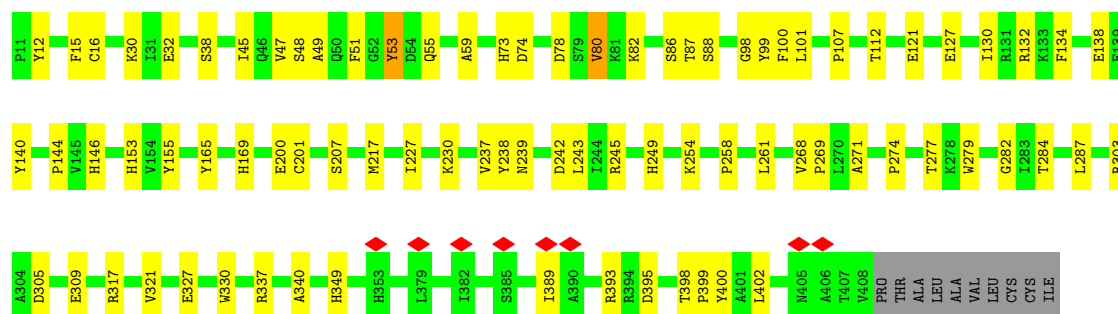 P11 Y12 F15 C16 K30 I31 E32 S38 I45 Q46 V47 S48 A49 Q50 F51 G52 Y53 D54 Q55 A59 H73 D74 D78 S79 V80 K81 K82 S86 T87 S88 G98 Y99 F100 L101 P107 T112 E121 E127 I130 R131 R132 K133 F134 E138
Y140 P144 V145 H146 H153 V154 Y155 Y165 H169 E200 C201 S207 M217 I227 K230 V237 Y238 N239 D242 L243 I244 R245 H249 K254 P258 L261 V268 P269 L270 A271 P274 T277 K278 W279 G282 I283 T284 L287
A304 D305 E309 R317 V321 E327 W330 R337 A340 H349 H353 L379 I382 S385 I389 A390 R393 R394 D395 T398 P399 Y400 A401 L402 N405 A406 T407 V408 PRO THR ALA LEU ALA VAL LEU CYS CYS ILE